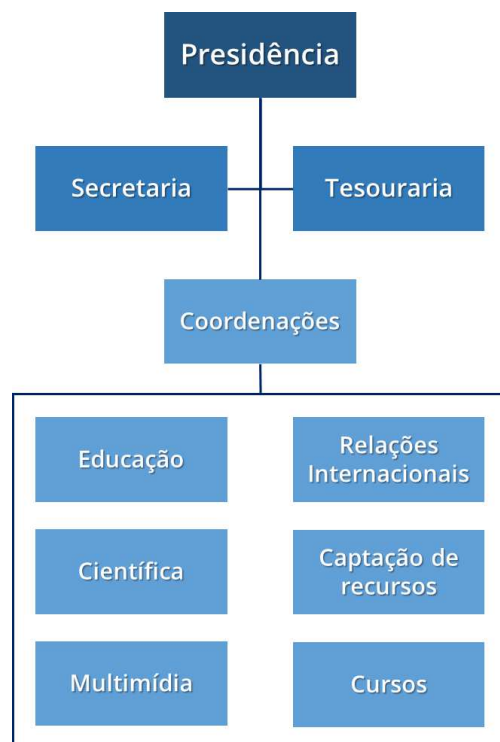 Presidência
Secretaria
Tesouraria
Coordenações
Educação
Relações
Internacionais
Científica
Captação de
recursos
Multimídia
Cursos